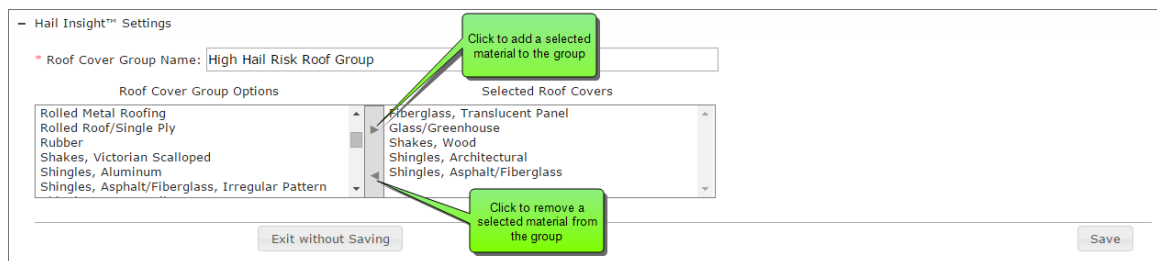 − Hail Insight™ Settings
Click to add a selected
material to the group
* Roof Cover Group Name: High Hail Risk Roof Group
Roof Cover Group Options
Rolled Metal Roofing
Rolled Roof/Single Ply
Rubber
Shakes, Victorian Scalloped
Shingles, Aluminum
Shingles, Asphalt/Fiberglass, Irregular Pattern
Selected Roof Covers
Fiberglass, Translucent Panel
Glass/Greenhouse
Shakes, Wood
Shingles, Architectural
Shingles, Asphalt/Fiberglass
Click to remove a
selected material from
the group
Exit without Saving
Save